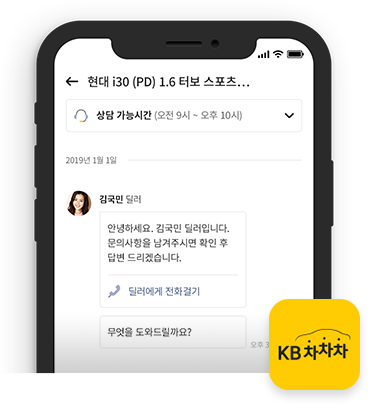 현대 i30 (PD) 1.6 터보 스포츠...
상담 가능시간 (오전 9시 ~ 오후 10시)
2019년 1월 1일
김국민 딜러
안녕하세요. 김국민 딜러입니다.
문의사항을 남겨주시면 확인 후
답변 드리겠습니다.
딜러에게 전화걸기
무엇을 도와드릴까요?
오후 3
KB차차차